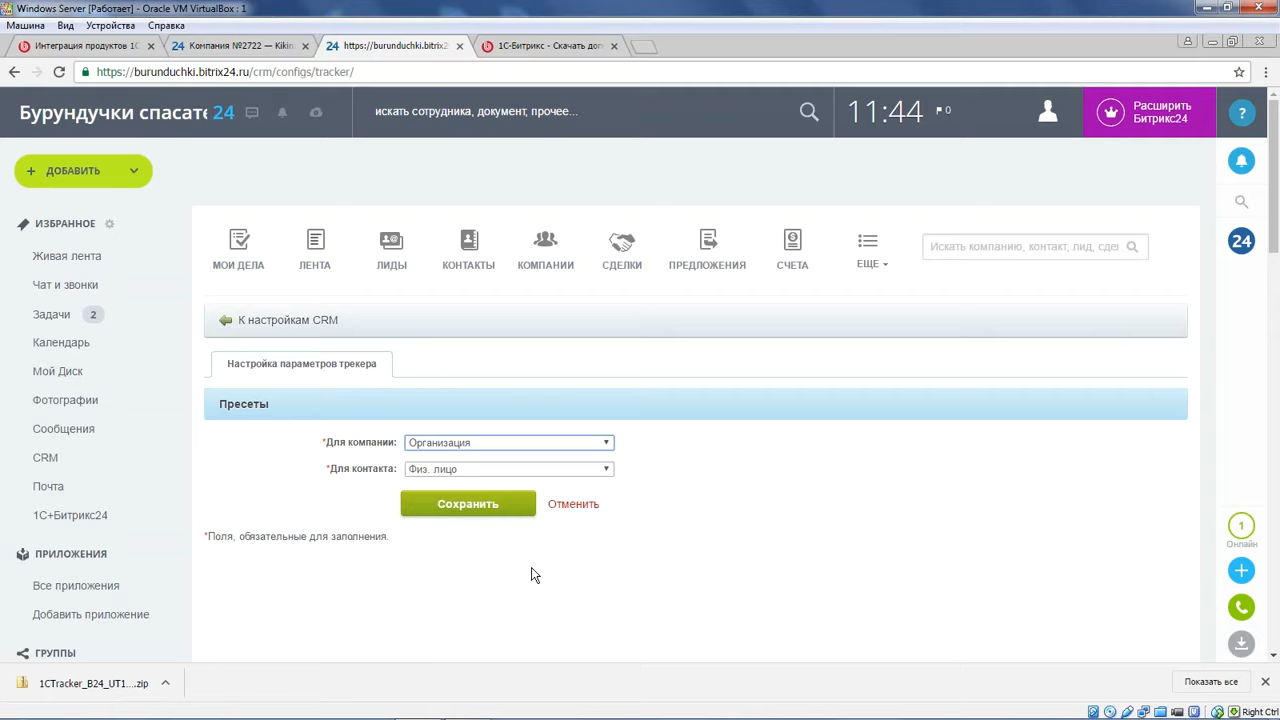 Windows Server [Работает] - Oracle VM VirtualBox : 1
Машина Вид Устройства Справка
Интеграция продуктов 1С
24 Компания №2722 — Kikin
24 https://burunduchki.bitrix2
1С-Битрикс - Скачать до
https://burunduchki.bitrix24.ru/crm/configs/tracker/
Бурундучки спасате 24
искать сотрудника, документ, прочее...
11:44
0
Расширить
Битрикс24
?
+ ДОБАВИТЬ
ИЗБРАННОЕ
Живая лента
Чат и звонки
Задачи 2
Календарь
Мой Диск
Фотографии
Сообщения
CRM
Почта
1С+Битрикс24
ПРИЛОЖЕНИЯ
Все приложения
Добавить приложение
ГРУППЫ
МОИ ДЕЛА
ЛЕНТА
ЛИДЫ
КОНТАКТЫ
КОМПАНИИ
СДЕЛКИ
ПРЕДЛОЖЕНИЯ
СЧЕТА
ЕЩЕ
Искать компанию, контакт, лид, сдел
К настройкам CRM
Настройка параметров трекера
Пресеты
*Для компании: Организация
*Для контакта: Физ. лицо
Сохранить Отменить
*Поля, обязательные для заполнения.
24
1
Онлайн
1CTracker_B24_UT1....zip
Показать все
Right Ctrl